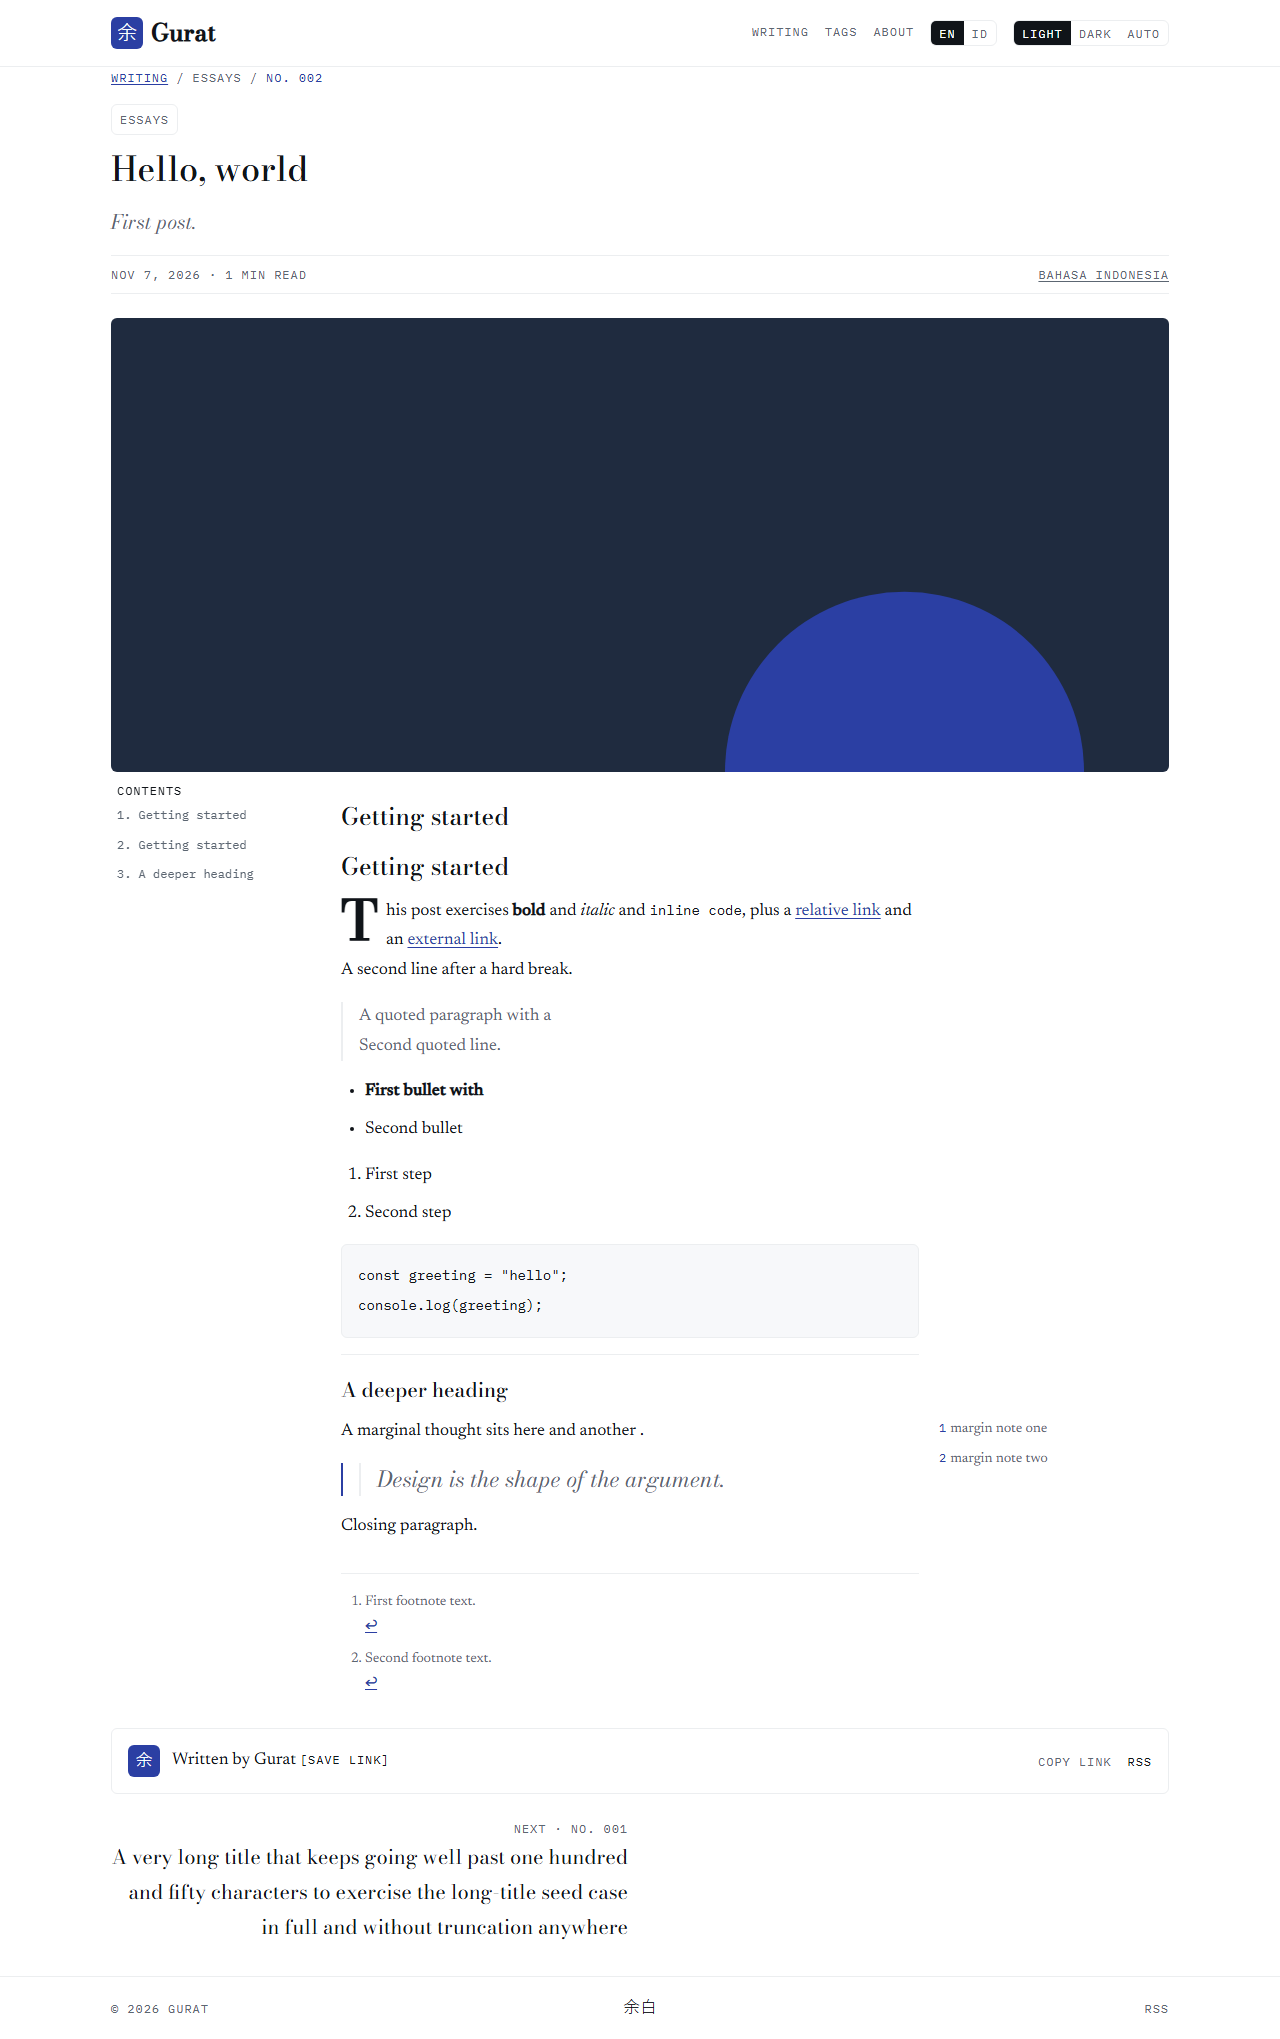 余 Gurat
WRITING TAGS ABOUT EN ID LIGHT DARK AUTO
WRITING / ESSAYS / NO. 002
ESSAYS
Hello, world
First post.
NOV 7, 2026 · 1 MIN READ
BAHASA INDONESIA
CONTENTS
1. Getting started
2. Getting started
3. A deeper heading
Getting started
Getting started
This post exercises bold and italic and inline code, plus a relative link and
an external link.
A second line after a hard break.
A quoted paragraph with a
Second quoted line.
• First bullet with
• Second bullet
1. First step
2. Second step
const greeting = "hello";
console.log(greeting);
A deeper heading
A marginal thought sits here and another .
1 margin note one
2 margin note two
Design is the shape of the argument.
Closing paragraph.
1. First footnote text.
↩
2. Second footnote text.
↩
余 Written by Gurat [SAVE LINK]
COPY LINK RSS
NEXT · NO. 001
A very long title that keeps going well past one hundred
and fifty characters to exercise the long-title seed case
in full and without truncation anywhere
© 2026 GURAT
余白
RSS